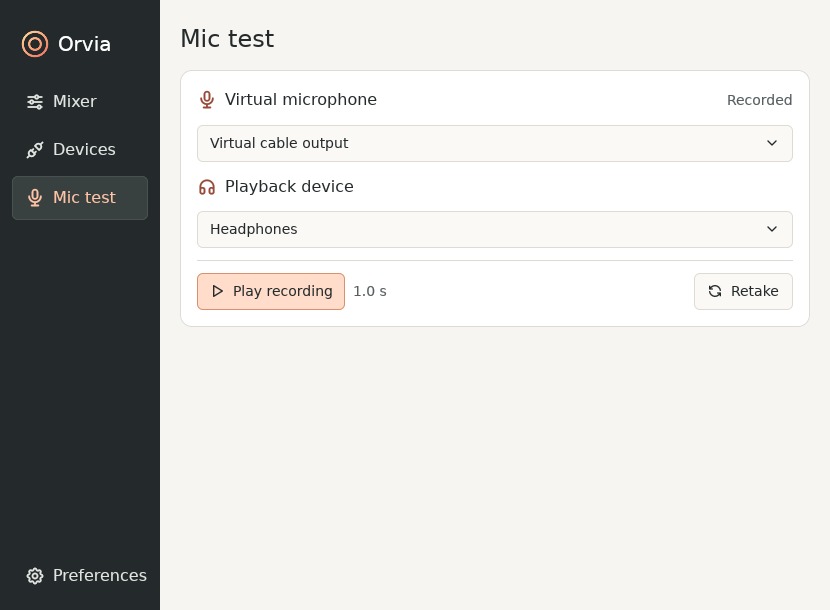 Orvia
Mixer
Devices
Mic test
Preferences
Mic test
Virtual microphone
Recorded
Virtual cable output
Playback device
Headphones
Play recording
1.0 s
Retake